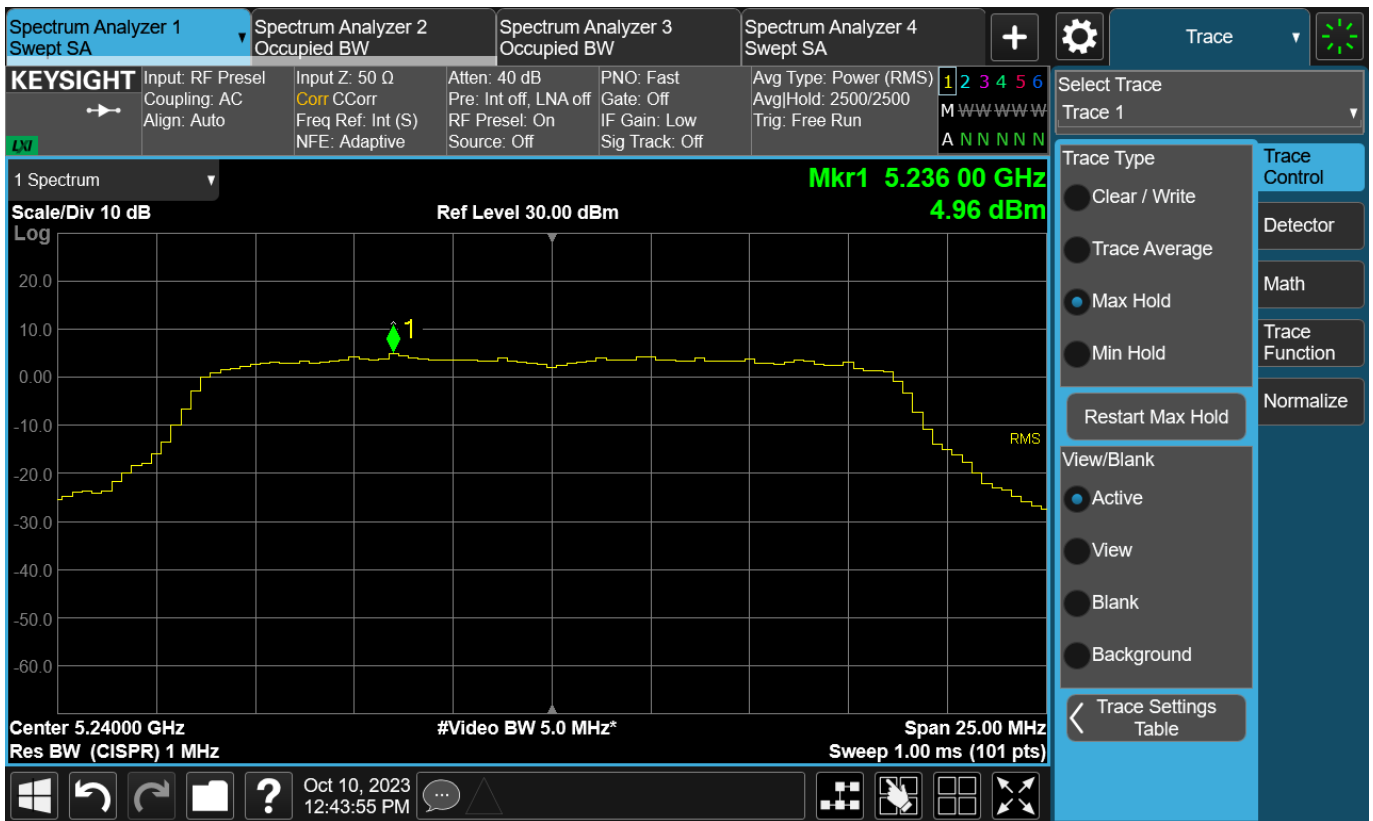 Spectrum Analyzer 1
Swept SA
Spectrum Analyzer 2
Occupied BW
Spectrum Analyzer 3
Occupied BW
Spectrum Analyzer 4
Swept SA
+
Trace
KEYSIGHT
LXI
Input: RF Presel
Coupling: AC
Align: Auto
Input Z: 50 Ω
Corr CCorr
Freq Ref: Int (S)
NFE: Adaptive
Atten: 40 dB
Pre: Int off, LNA off
RF Presel: On
Source: Off
PNO: Fast
Gate: Off
IF Gain: Low
Sig Track: Off
Avg Type: Power (RMS)
Avg|Hold: 2500/2500
Trig: Free Run
1 2 3 4 5 6
M W W W W W
A N N N N N
1 Spectrum
Scale/Div 10 dB
Ref Level 30.00 dBm
Mkr1 5.236 00 GHz
4.96 dBm
Log
20.0
10.0
0.00
-10.0
-20.0
-30.0
-40.0
-50.0
-60.0
1
RMS
Center 5.24000 GHz
Res BW (CISPR) 1 MHz
#Video BW 5.0 MHz*
Span 25.00 MHz
Sweep 1.00 ms (101 pts)
Select Trace
Trace 1
Trace Type
Clear / Write
Trace Average
Max Hold
Min Hold
Restart Max Hold
View/Blank
Active
View
Blank
Background
Trace Settings
Table
Trace
Control
Detector
Math
Trace
Function
Normalize
?
Oct 10, 2023
12:43:55 PM